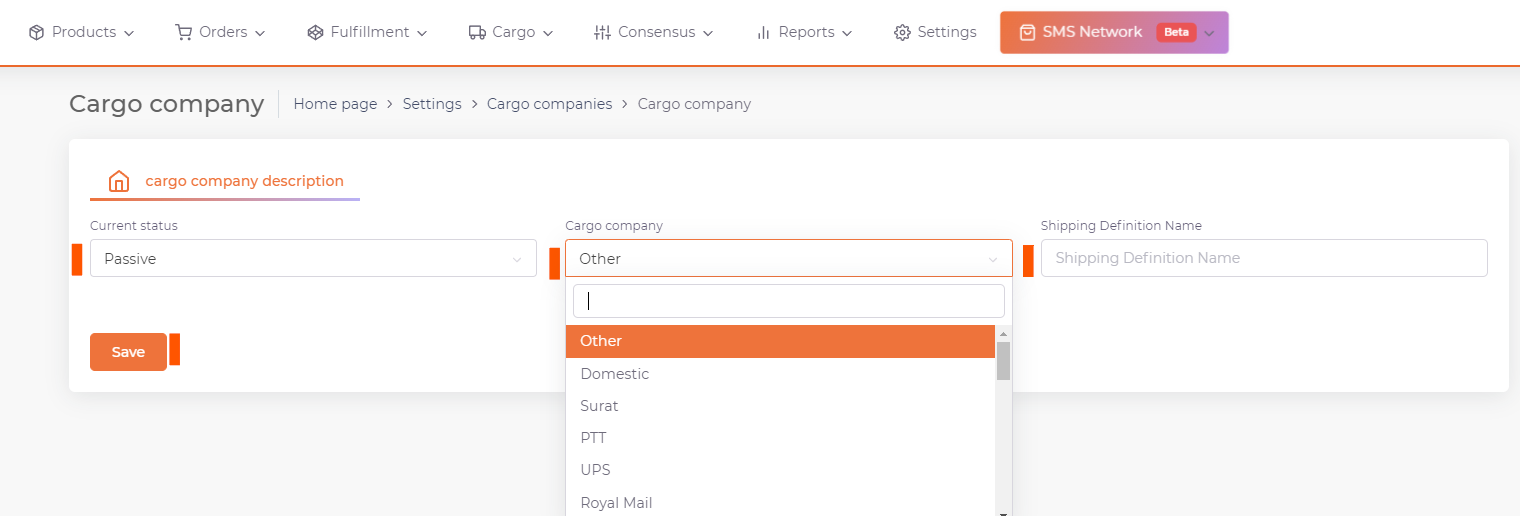 Products Orders Fulfillment Cargo Consensus Reports Settings SMS Network Beta
Cargo company Home page > Settings > Cargo companies > Cargo company
cargo company description
Current status Cargo company Shipping Definition Name
Passive Other Shipping Definition Name
Save
Other
Domestic
Surat
PTT
UPS
Royal Mail